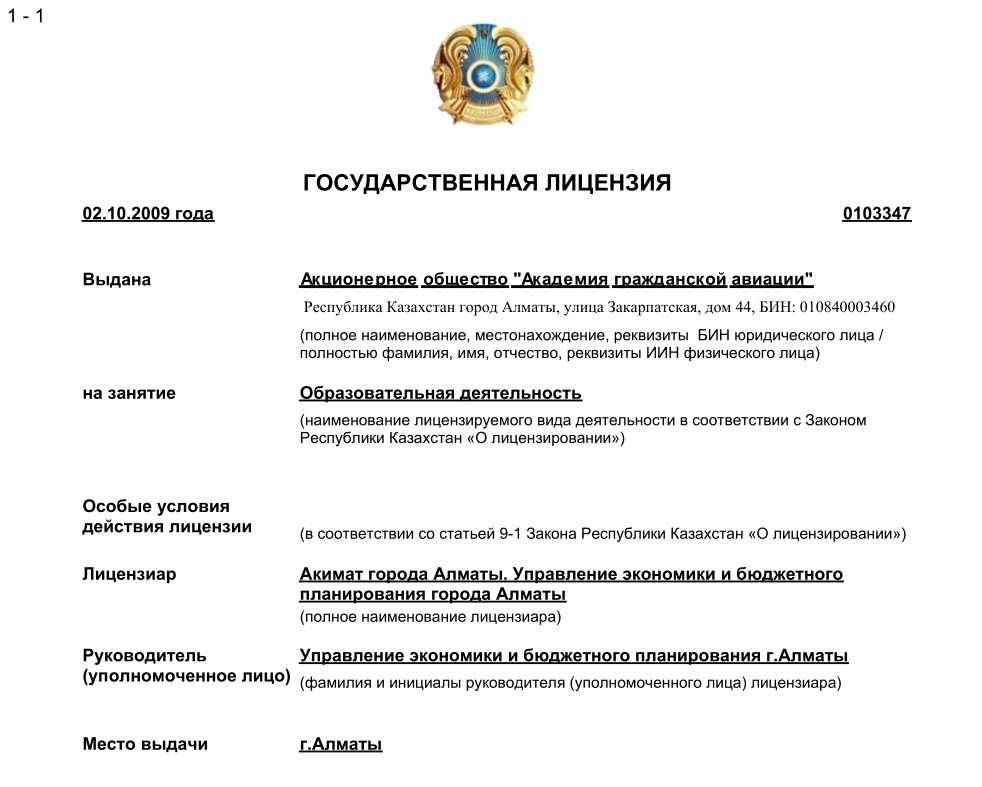 1 - 1
ГОСУДАРСТВЕННАЯ ЛИЦЕНЗИЯ
02.10.2009 года 0103347
Выдана Акционерное общество "Академия гражданской авиации"
Республика Казахстан город Алматы, улица Закарпатская, дом 44, БИН: 010840003460
(полное наименование, местонахождение, реквизиты БИН юридического лица /
полностью фамилия, имя, отчество, реквизиты ИИН физического лица)
на занятие Образовательная деятельность
(наименование лицензируемого вида деятельности в соответствии с Законом
Республики Казахстан «О лицензировании»)
Особые условия
действия лицензии
(в соответствии со статьей 9-1 Закона Республики Казахстан «О лицензировании»)
Лицензиар Акимат города Алматы. Управление экономики и бюджетного
планирования города Алматы
(полное наименование лицензиара)
Руководитель Управление экономики и бюджетного планирования г.Алматы
(уполномоченное лицо) (фамилия и инициалы руководителя (уполномоченного лица) лицензиара)
Место выдачи г.Алматы